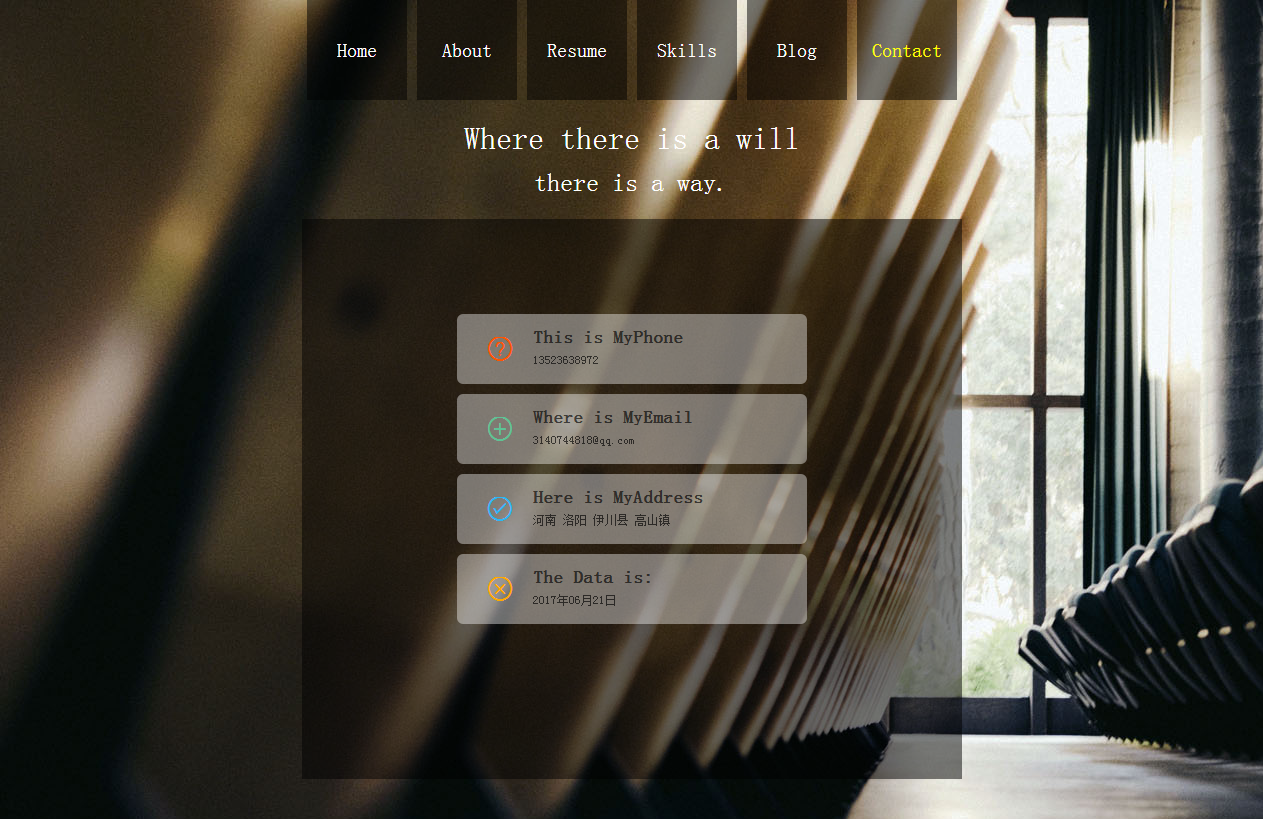 Home About Resume Skills Blog Contact
Where there is a will
there is a way.
This is MyPhone
13523638972
Where is MyEmail
3140744818@qq.com
Here is MyAddress
河南 洛阳 伊川县 高山镇
The Data is:
2017年06月21日